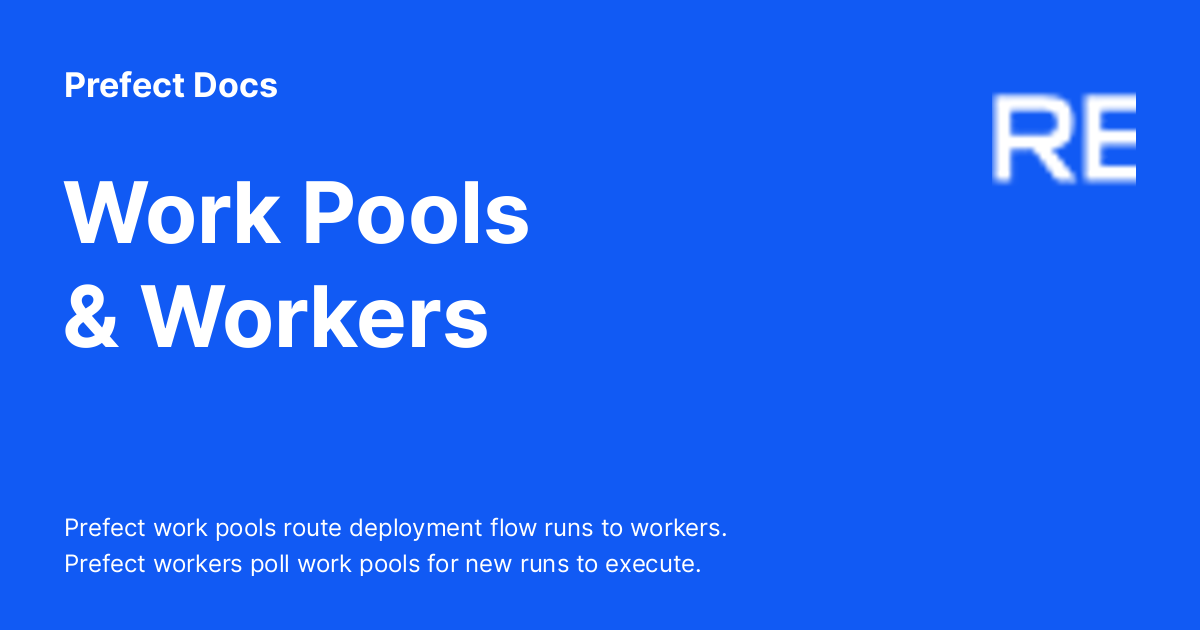 Prefect Docs
RE
Work Pools
& Workers
Prefect work pools route deployment flow runs to workers.
Prefect workers poll work pools for new runs to execute.